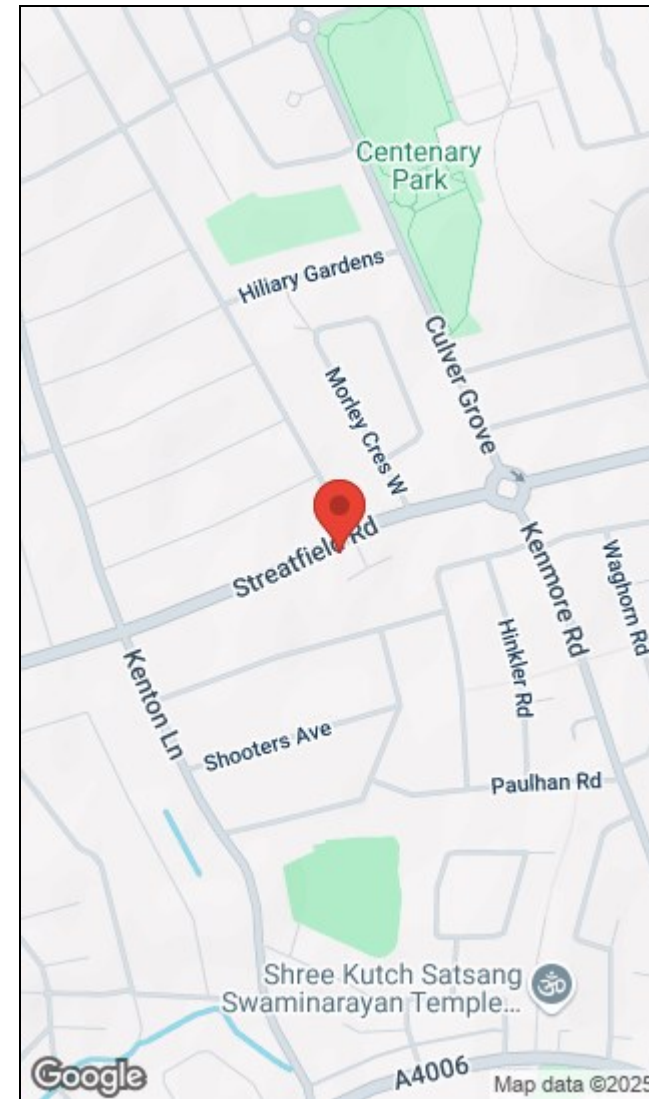 Centenary
Park
Hiliary Gardens
Culver Grove
Morley Cres W
Streatfield Rd
Kenmore Rd
Waghorn Rd
Hinkler Rd
Kenton Ln
Shooters Ave
Paulhan Rd
Shree Kutch Satsang
Swaminarayan Temple...
ॐ
A4006
Google
Map data ©2025